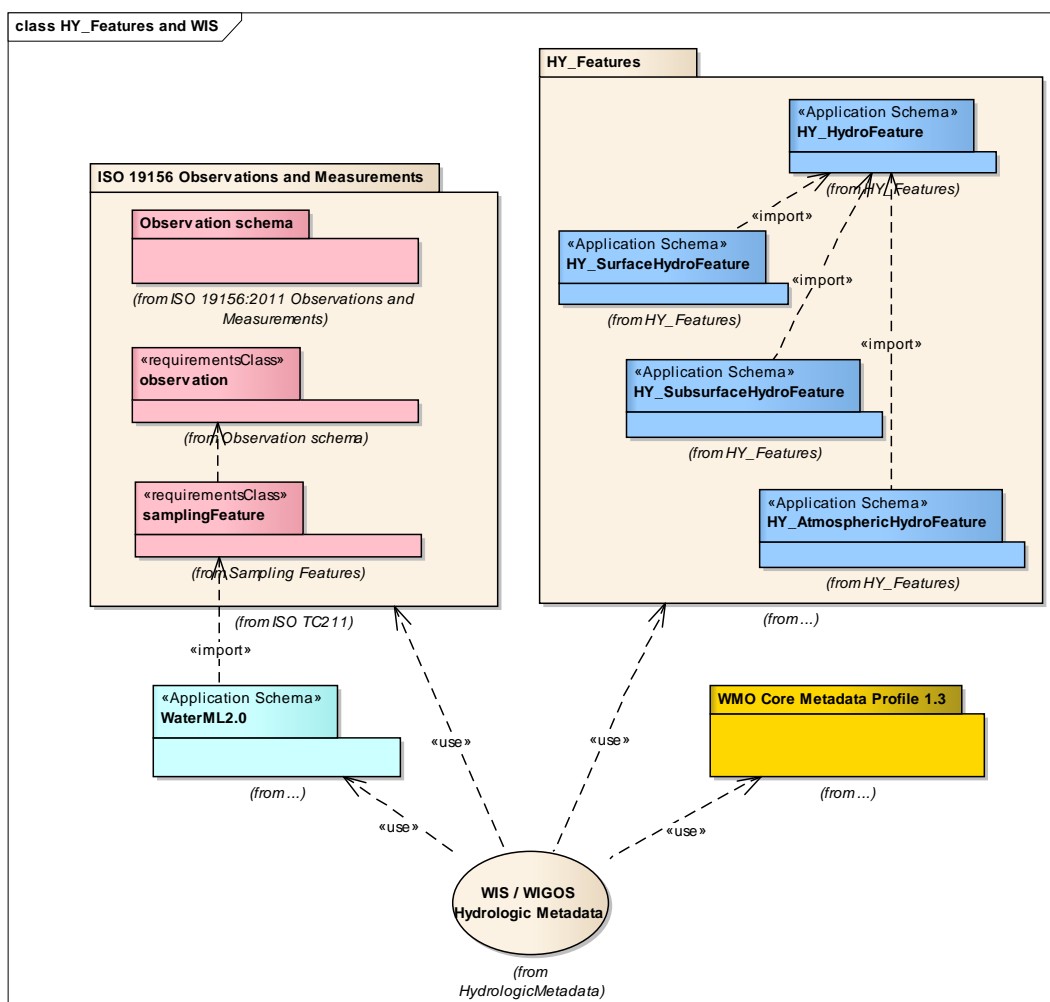 class HY_Features and WIS
HY_Features
«Application Schema»
HY_HydroFeature
(from HY_Features)
«import»
«Application Schema»
HY_SurfaceHydroFeature
(from HY_Features)
«import»
«import»
«Application Schema»
HY_SubsurfaceHydroFeature
(from HY_Features)
«Application Schema»
HY_AtmosphericHydroFeature
(from HY_Features)
(from ...)
ISO 19156 Observations and Measurements
Observation schema
(from ISO 19156:2011 Observations and
Measurements)
«requirementsClass»
observation
(from Observation schema)
«requirementsClass»
samplingFeature
(from Sampling Features)
(from ISO TC211)
«import»
«Application Schema»
WaterML2.0
(from ...)
«use»
«use»
«use»
WMO Core Metadata Profile 1.3
(from ...)
«use»
WIS / WIGOS
Hydrologic Metadata
(from
HydrologicMetadata)